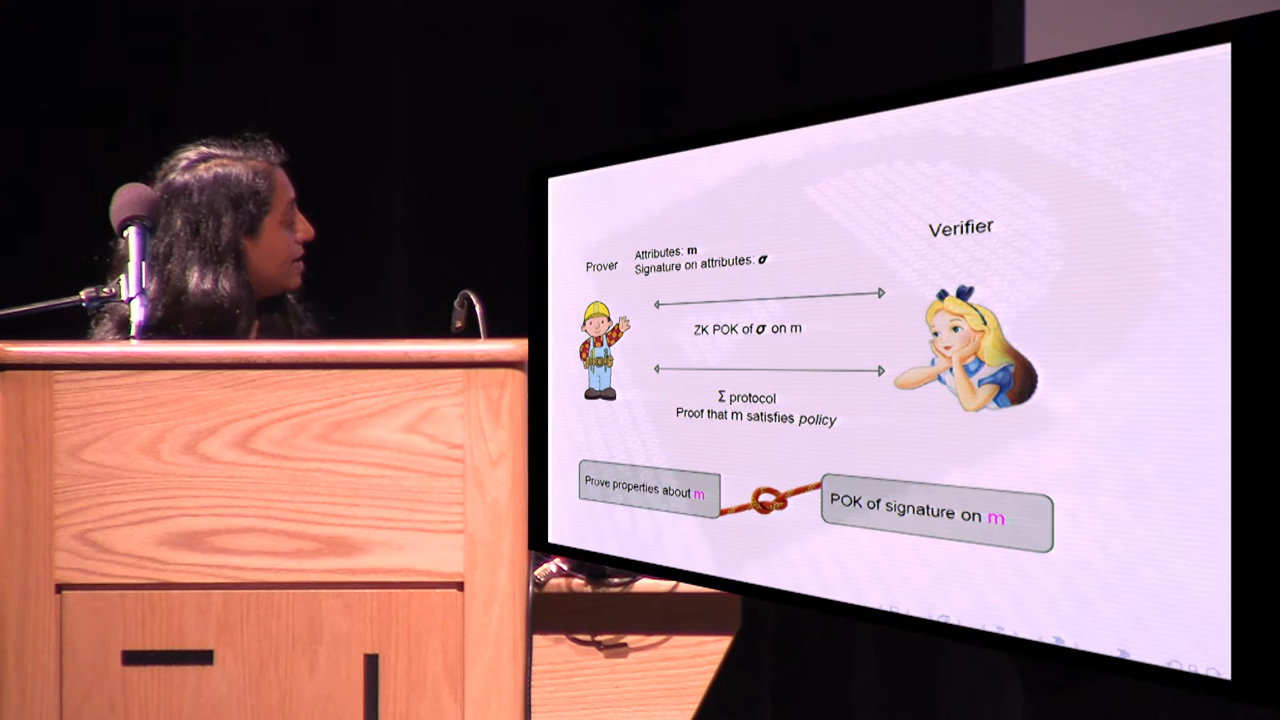 Verifier
Prover
Attributes: m
Signature on attributes: σ
ZK POK of σ on m
Σ protocol
Proof that m satisfies policy
Prove properties about m
POK of signature on m